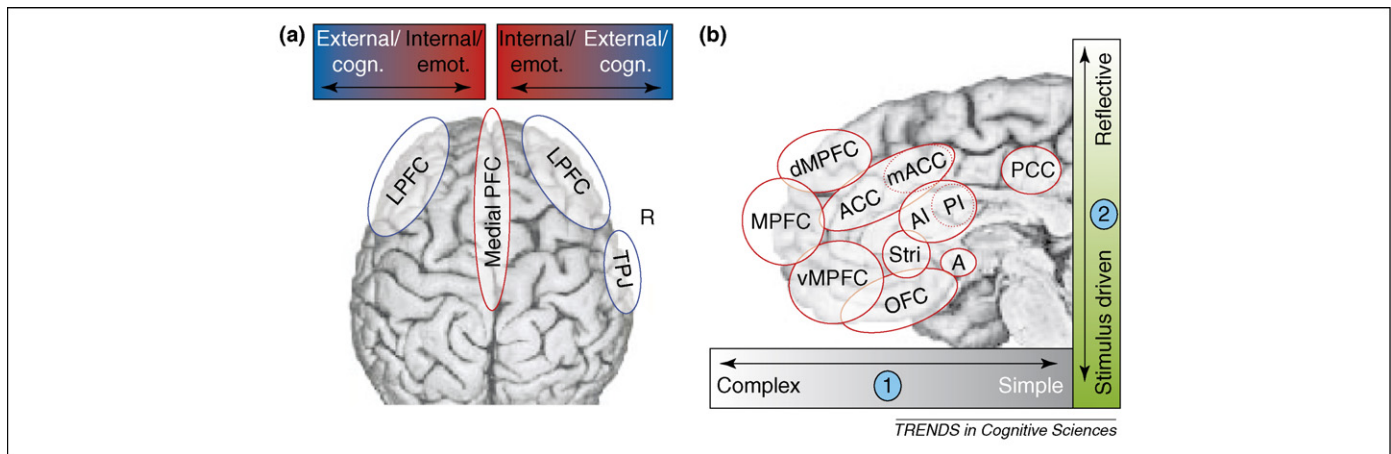 (a)
External/ Internal/
cogn. emot.
Internal/ External/
emot. cogn.
LPFC
Medial PFC
LPFC
R
TPJ
(b)
dMPFC
mACC
PCC
ACC
MPFC
AI
PI
Stri
A
vMPFC
OFC
Reflective
2
Stimulus driven
Complex
1
Simple
TRENDS in Cognitive Sciences